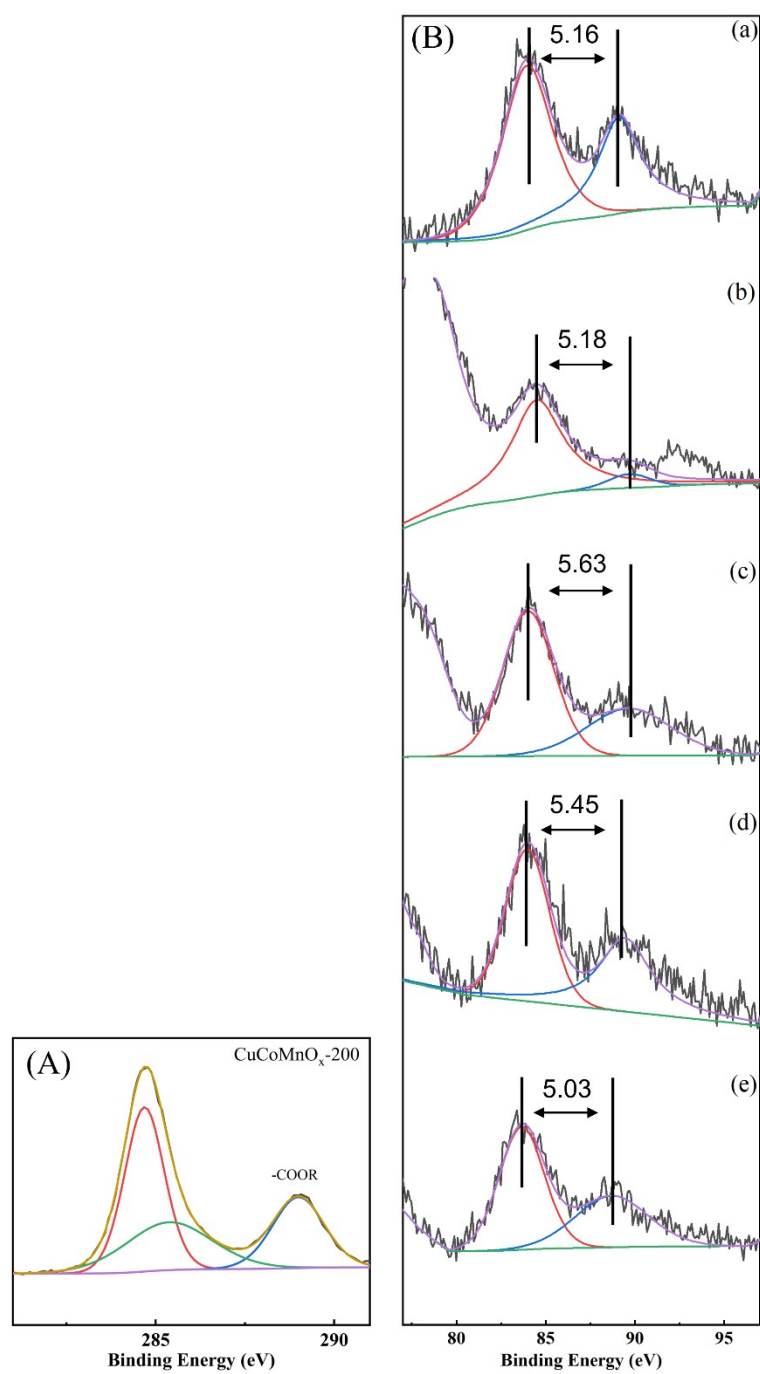 (A)
CuCoMnOₓ-200
-COOR
285
290
Binding Energy (eV)
(B)
(a)
5.16
(b)
5.18
(c)
5.63
(d)
5.45
(e)
5.03
80
85
90
95
Binding Energy (eV)